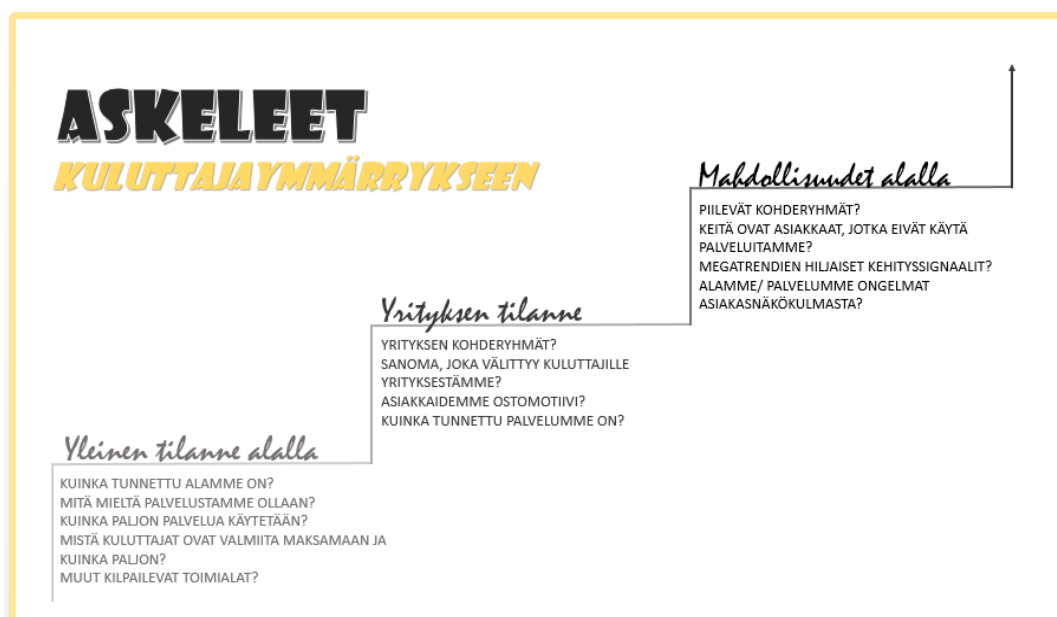 ASKELEET
KULUTTAJAYMMÄRRYKSEEN
Mahdollisuudet alalla
PIILEVÄT KOHDERYHMÄT?
KEITÄ OVAT ASIAKKAAT, JOTKA EIVÄT KÄYTÄ
PALVELUITAMME?
MEGATRENDIEN HILJAISET KEHITYSSIGNAALIT?
ALAMME/ PALVELUMME ONGELMAT
ASIAKASNÄKÖKULMASTA?
Yrityksen tilanne
YRITYKSEN KOHDERYHMÄT?
SANOMA, JOKA VÄLITTYY KULUTTAJILLE
YRITYKSESTÄMME?
ASIAKKAIDEMME OSTOMOTIIVI?
KUINKA TUNNETTU PALVELUMME ON?
Yleinen tilanne alalla
KUINKA TUNNETTU ALAMME ON?
MITÄ MIELTÄ PALVELUSTAMME OLLAAN?
KUINKA PALJON PALVELUA KÄYTETÄÄN?
MISTÄ KULUTTAJAT OVAT VALMIITA MAKSAMAAN JA
KUINKA PALJON?
MUUT KILPAILEVAT TOIMIALAT?